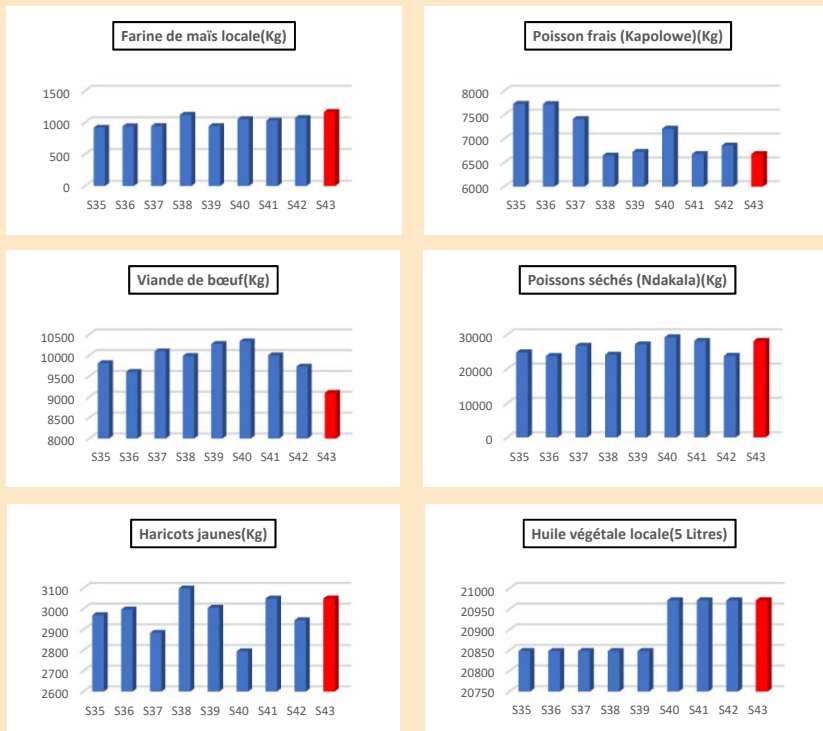 Farine de maïs locale(Kg)
1500
1000
500
0
S35 S36 S37 S38 S39 S40 S41 S42 S43
Poisson frais (Kapolowe)(Kg)
8000
7500
7000
6500
6000
S35 S36 S37 S38 S39 S40 S41 S42 S43
Viande de bœuf(Kg)
10500
10000
9500
9000
8500
8000
S35 S36 S37 S38 S39 S40 S41 S42 S43
Poissons séchés (Ndakala)(Kg)
30000
20000
10000
0
S35 S36 S37 S38 S39 S40 S41 S42 S43
Haricots jaunes(Kg)
3100
3000
2900
2800
2700
2600
S35 S36 S37 S38 S39 S40 S41 S42 S43
Huile végétale locale(5 Litres)
21000
20950
20900
20850
20800
20750
S35 S36 S37 S38 S39 S40 S41 S42 S43